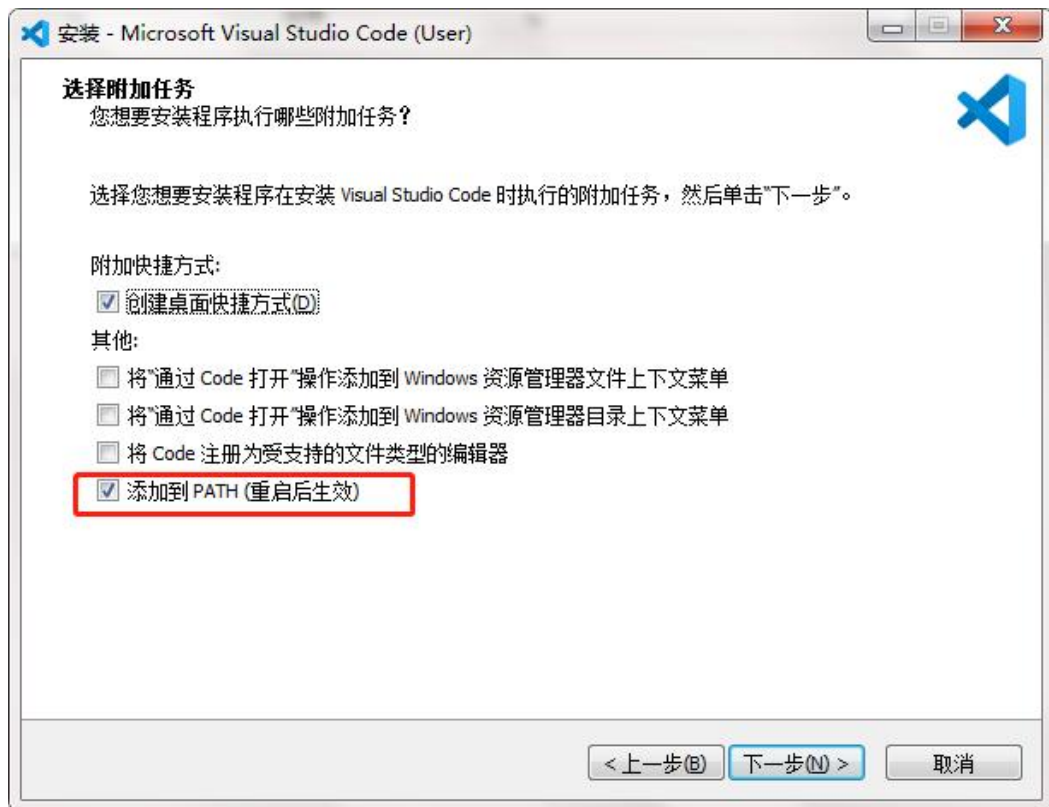 安装 - Microsoft Visual Studio Code (User)
选择附加任务
您想要安装程序执行哪些附加任务?
选择您想要安装程序在安装 Visual Studio Code 时执行的附加任务，然后单击"下一步"。
附加快捷方式:
创建桌面快捷方式(D)
其他:
将"通过 Code 打开"操作添加到 Windows 资源管理器文件上下文菜单
将"通过 Code 打开"操作添加到 Windows 资源管理器目录上下文菜单
将 Code 注册为受支持的文件类型的编辑器
添加到 PATH (重启后生效)
< 上一步(B) 下一步(N) > 取消